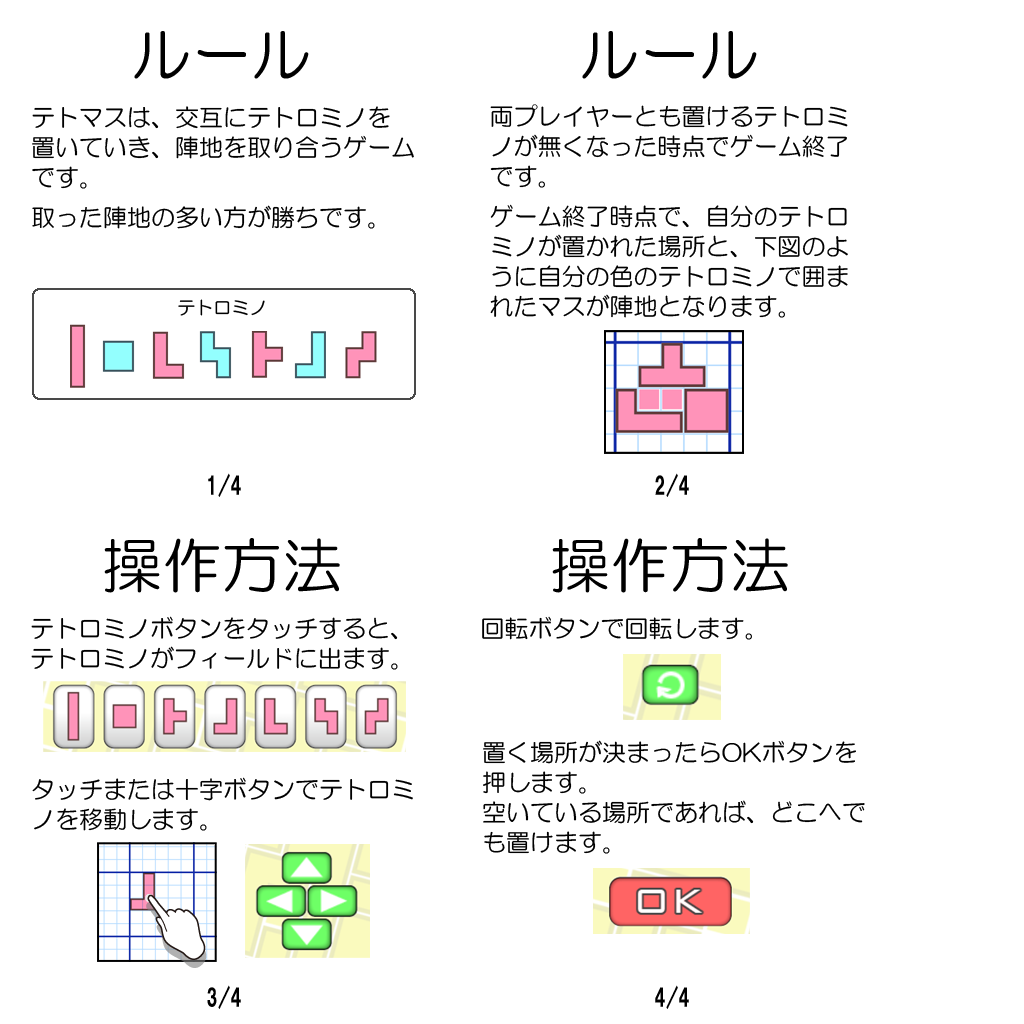 ルール
テトマスは、交互にテトロミノを
置いていき、陣地を取り合うゲーム
です。
取った陣地の多い方が勝ちです。
テトロミノ
1/4
ルール
両プレイヤーとも置けるテトロミ
ノが無くなった時点でゲーム終了
です。
ゲーム終了時点で、自分のテトロ
ミノが置かれた場所と、下図のよ
うに自分の色のテトロミノで囲ま
れたマスが陣地となります。
2/4
操作方法
テトロミノボタンをタッチすると、
テトロミノがフィールドに出ます。
タッチまたは十字ボタンでテトロミ
ノを移動します。
3/4
操作方法
回転ボタンで回転します。
置く場所が決まったらOKボタンを
押します。
空いている場所であれば、どこへで
も置けます。
OK
4/4